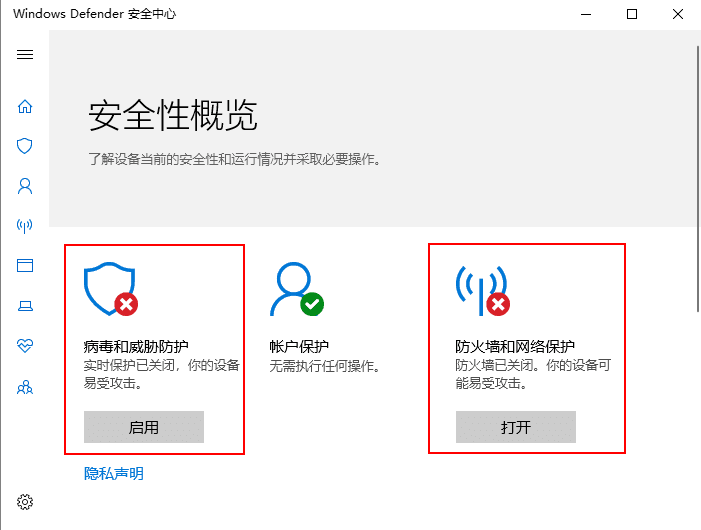 Windows Defender 安全中心
安全性概览
了解设备当前的安全性和运行情况并采取必要操作。
病毒和威胁防护
实时保护已关闭，你的设备
易受攻击。
启用
帐户保护
无需执行任何操作。
防火墙和网络保护
防火墙已关闭。你的设备可
能易受攻击。
打开
隐私声明